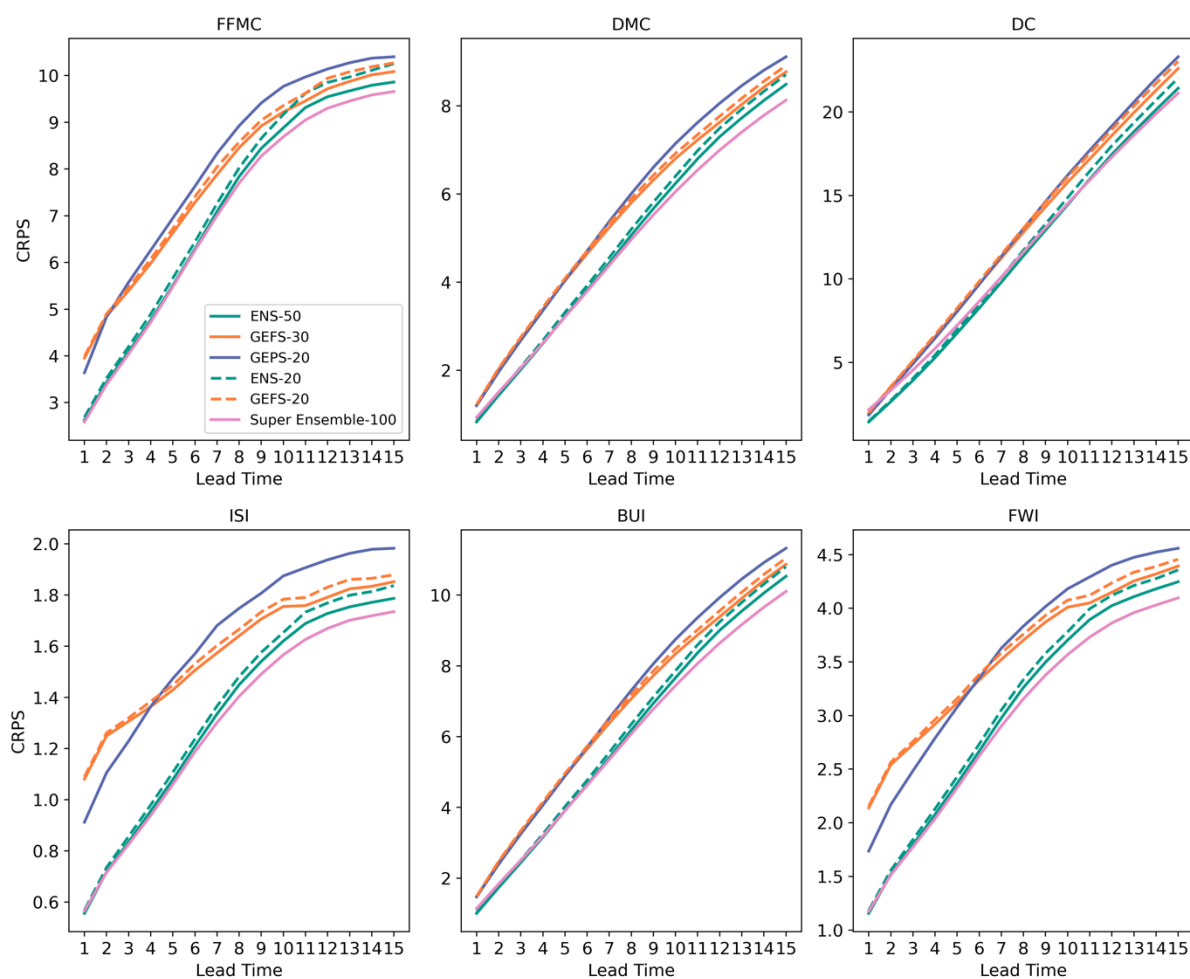 FFMC
DMC
DC
CRPS
10
9
8
7
6
5
4
3
8
6
4
2
20
15
10
5
ENS-50
GEFS-30
GEPS-20
ENS-20
GEFS-20
Super Ensemble-100
1 2 3 4 5 6 7 8 9 10 11 12 13 14 15
1 2 3 4 5 6 7 8 9 10 11 12 13 14 15
1 2 3 4 5 6 7 8 9 10 11 12 13 14 15
Lead Time
Lead Time
Lead Time
ISI
BUI
FWI
CRPS
2.0
1.8
1.6
1.4
1.2
1.0
0.8
0.6
10
8
6
4
2
4.5
4.0
3.5
3.0
2.5
2.0
1.5
1.0
1 2 3 4 5 6 7 8 9 10 11 12 13 14 15
1 2 3 4 5 6 7 8 9 10 11 12 13 14 15
1 2 3 4 5 6 7 8 9 10 11 12 13 14 15
Lead Time
Lead Time
Lead Time